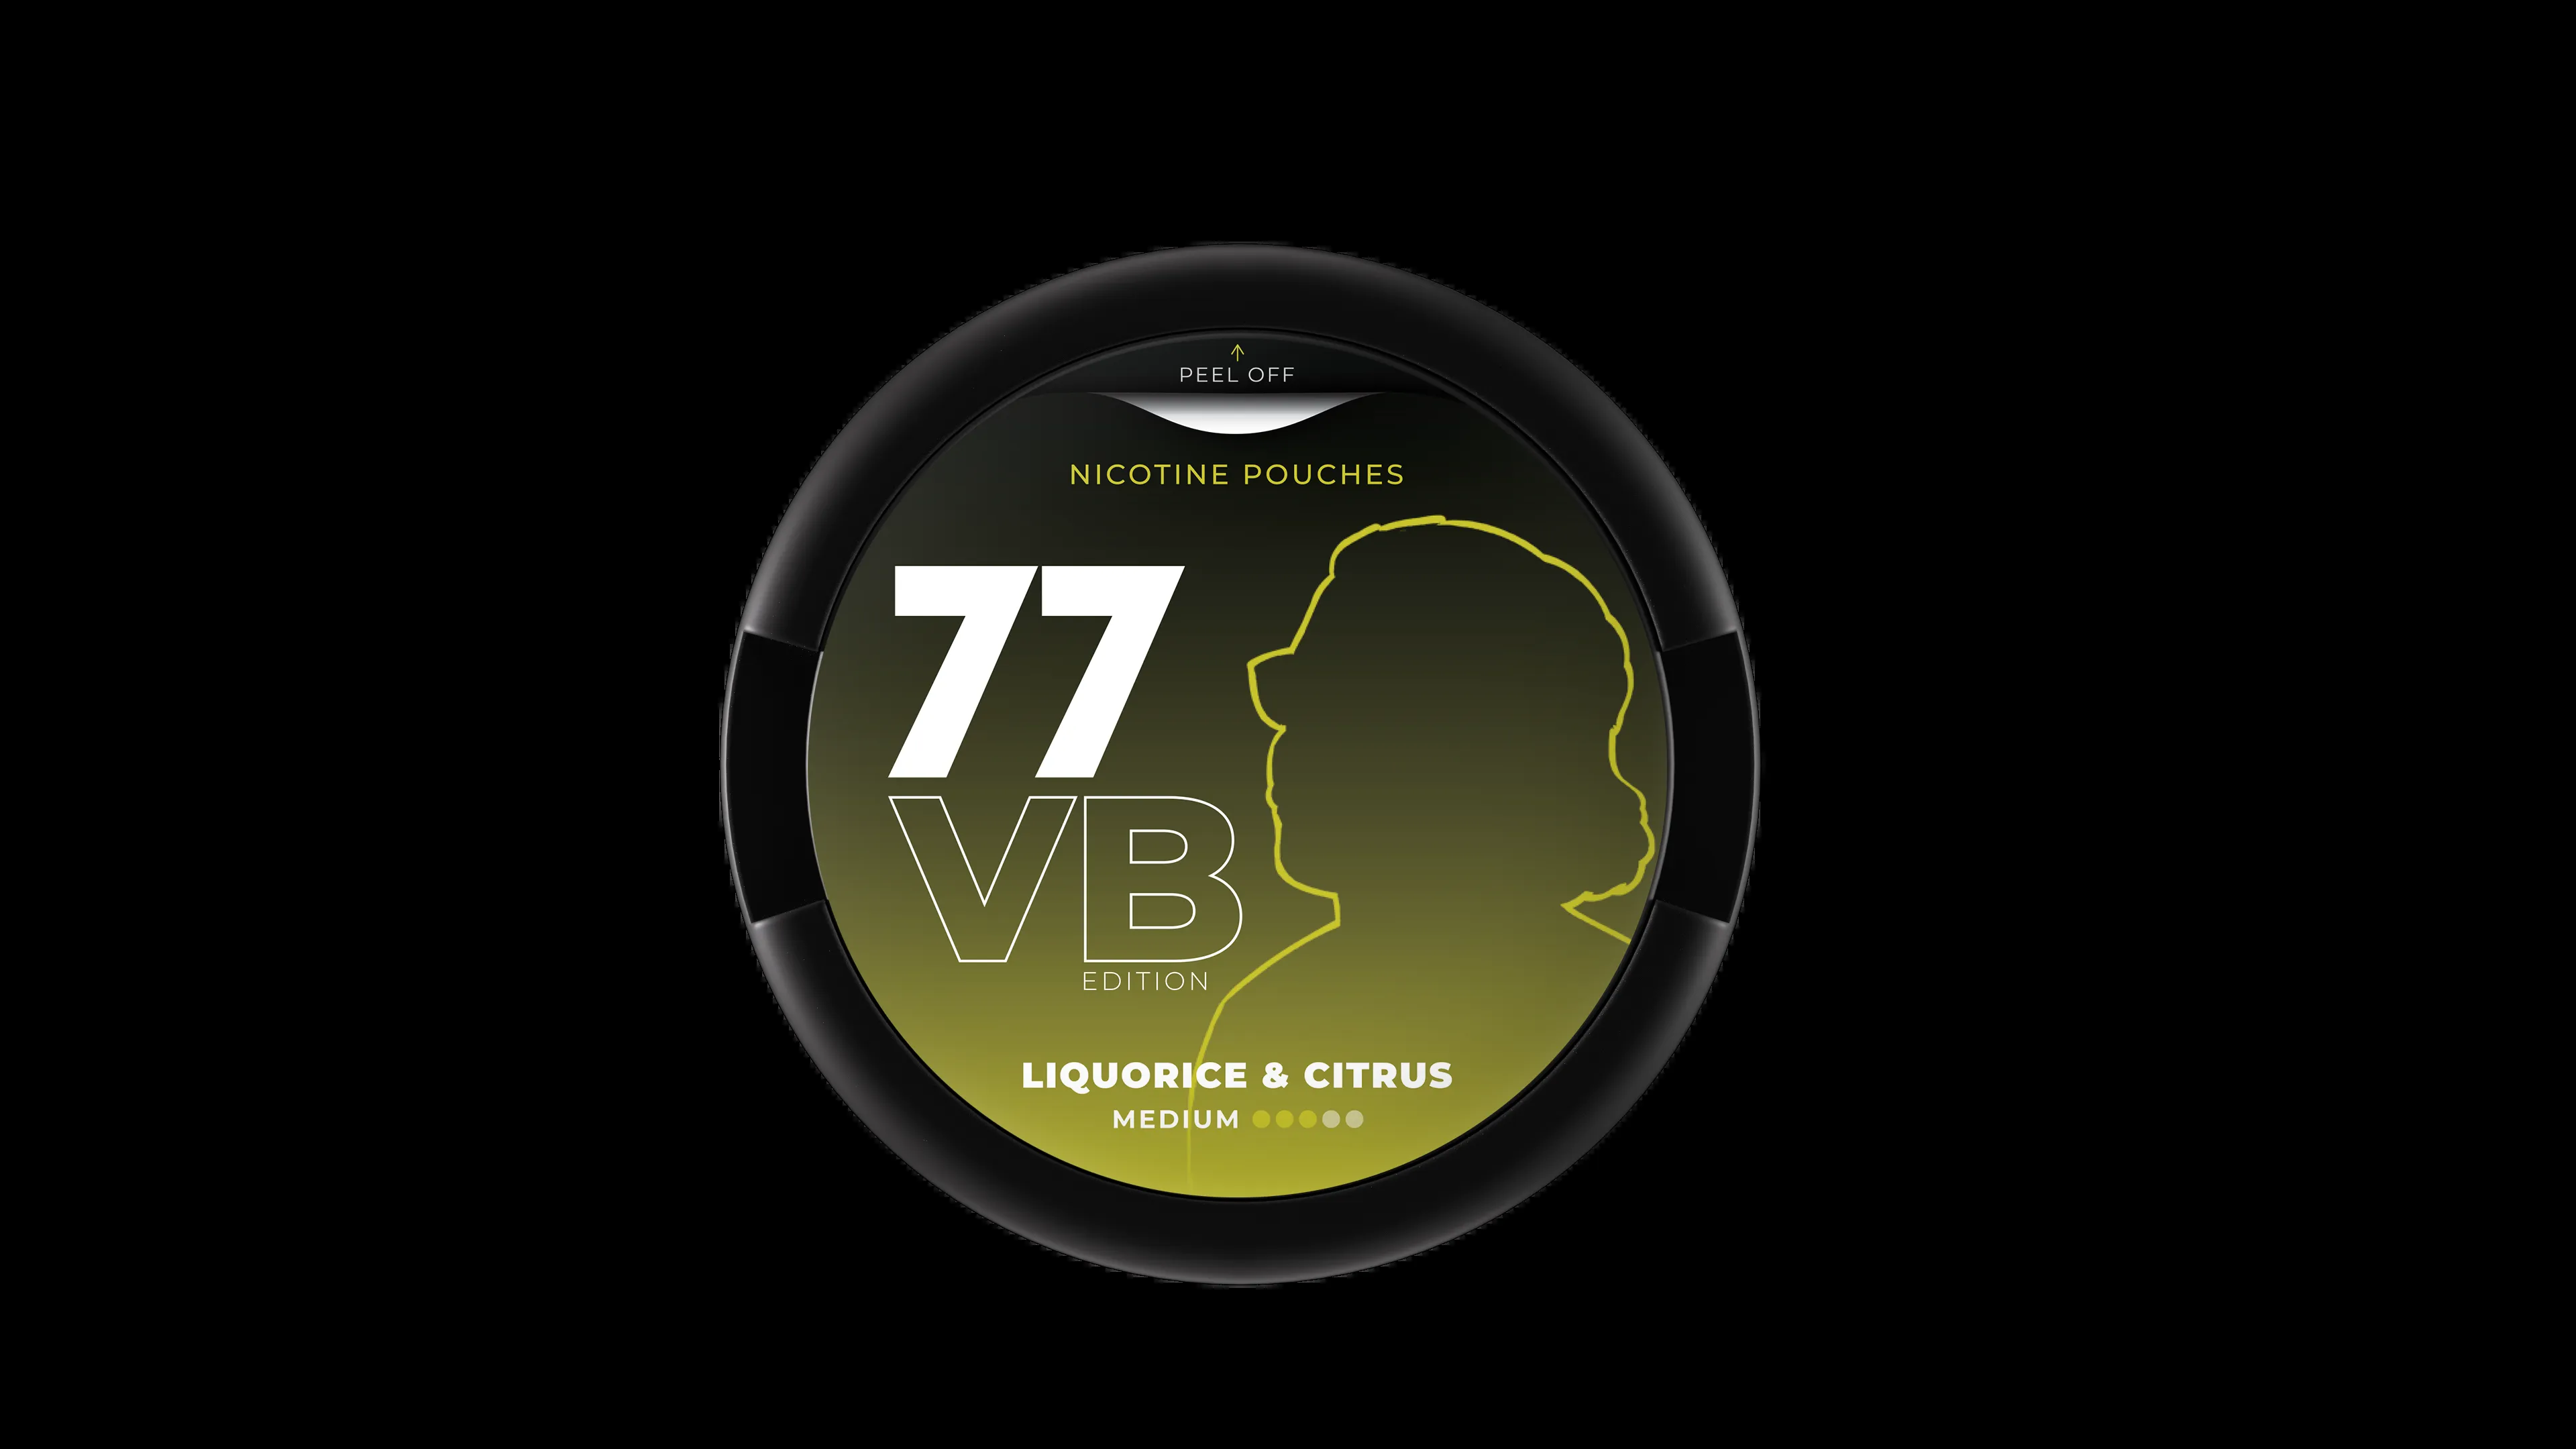 PEEL OFF
NICOTINE POUCHES
77
VB
EDITION
LIQUORICE & CITRUS
MEDIUM